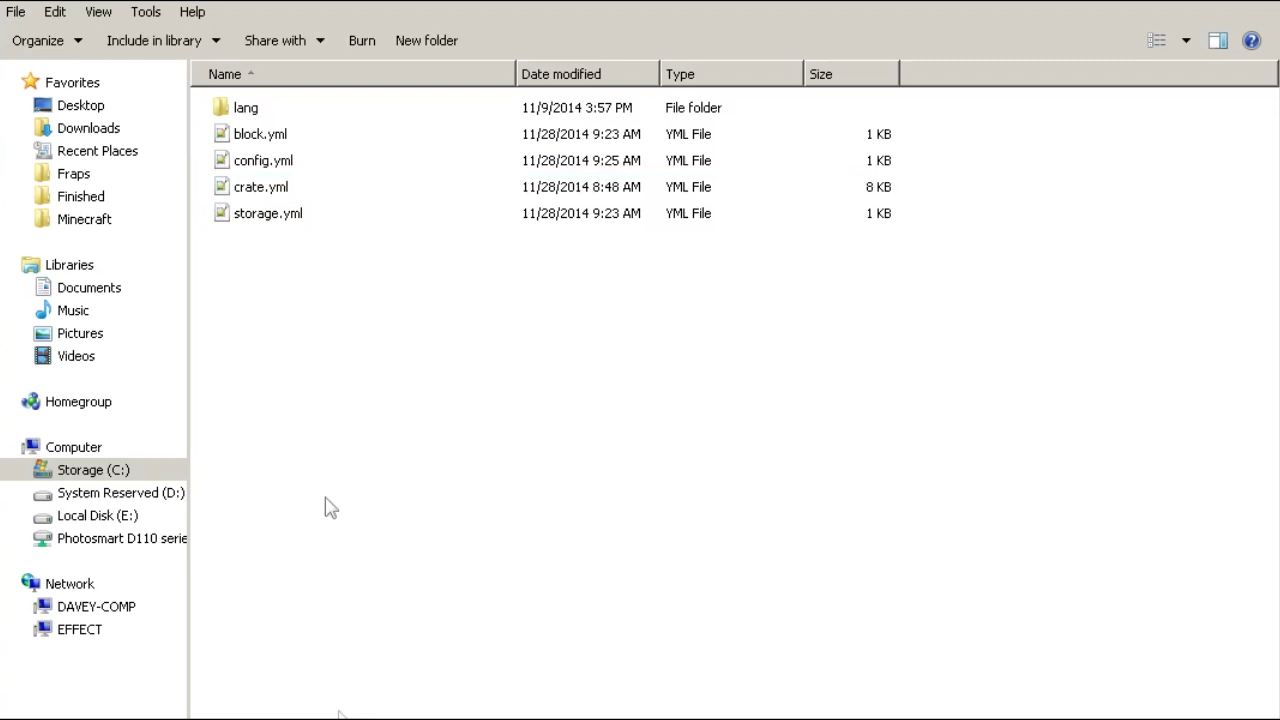 File Edit View Tools Help
Organize Include in library Share with Burn New folder
Name Date modified Type Size
Favorites
Desktop
Downloads
Recent Places
Fraps
Finished
Minecraft
Libraries
Documents
Music
Pictures
Videos
Homegroup
Computer
Storage (C:)
System Reserved (D:)
Local Disk (E:)
Photosmart D110 serie
Network
DAVEY-COMP
EFFECT
lang 11/9/2014 3:57 PM File folder
block.yml 11/28/2014 9:23 AM YML File 1 KB
config.yml 11/28/2014 9:25 AM YML File 1 KB
crate.yml 11/28/2014 8:48 AM YML File 8 KB
storage.yml 11/28/2014 9:23 AM YML File 1 KB